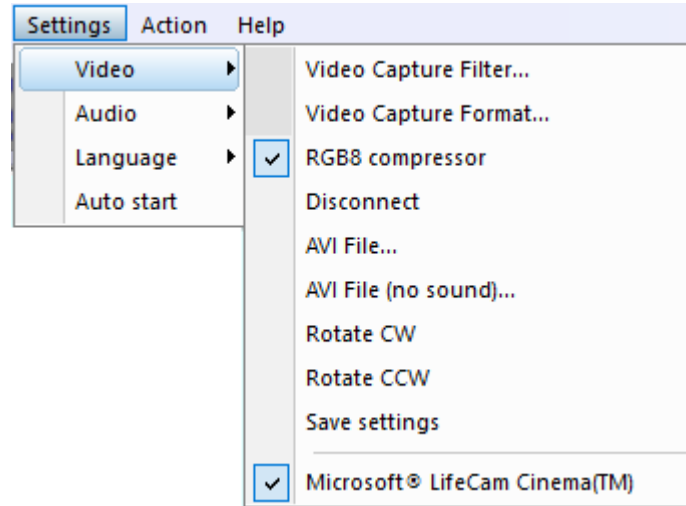 Settings Action Help
Video
Audio
Language
Auto start
Video Capture Filter...
Video Capture Format...
RGB8 compressor
Disconnect
AVI File...
AVI File (no sound)...
Rotate CW
Rotate CCW
Save settings
Microsoft® LifeCam Cinema(TM)